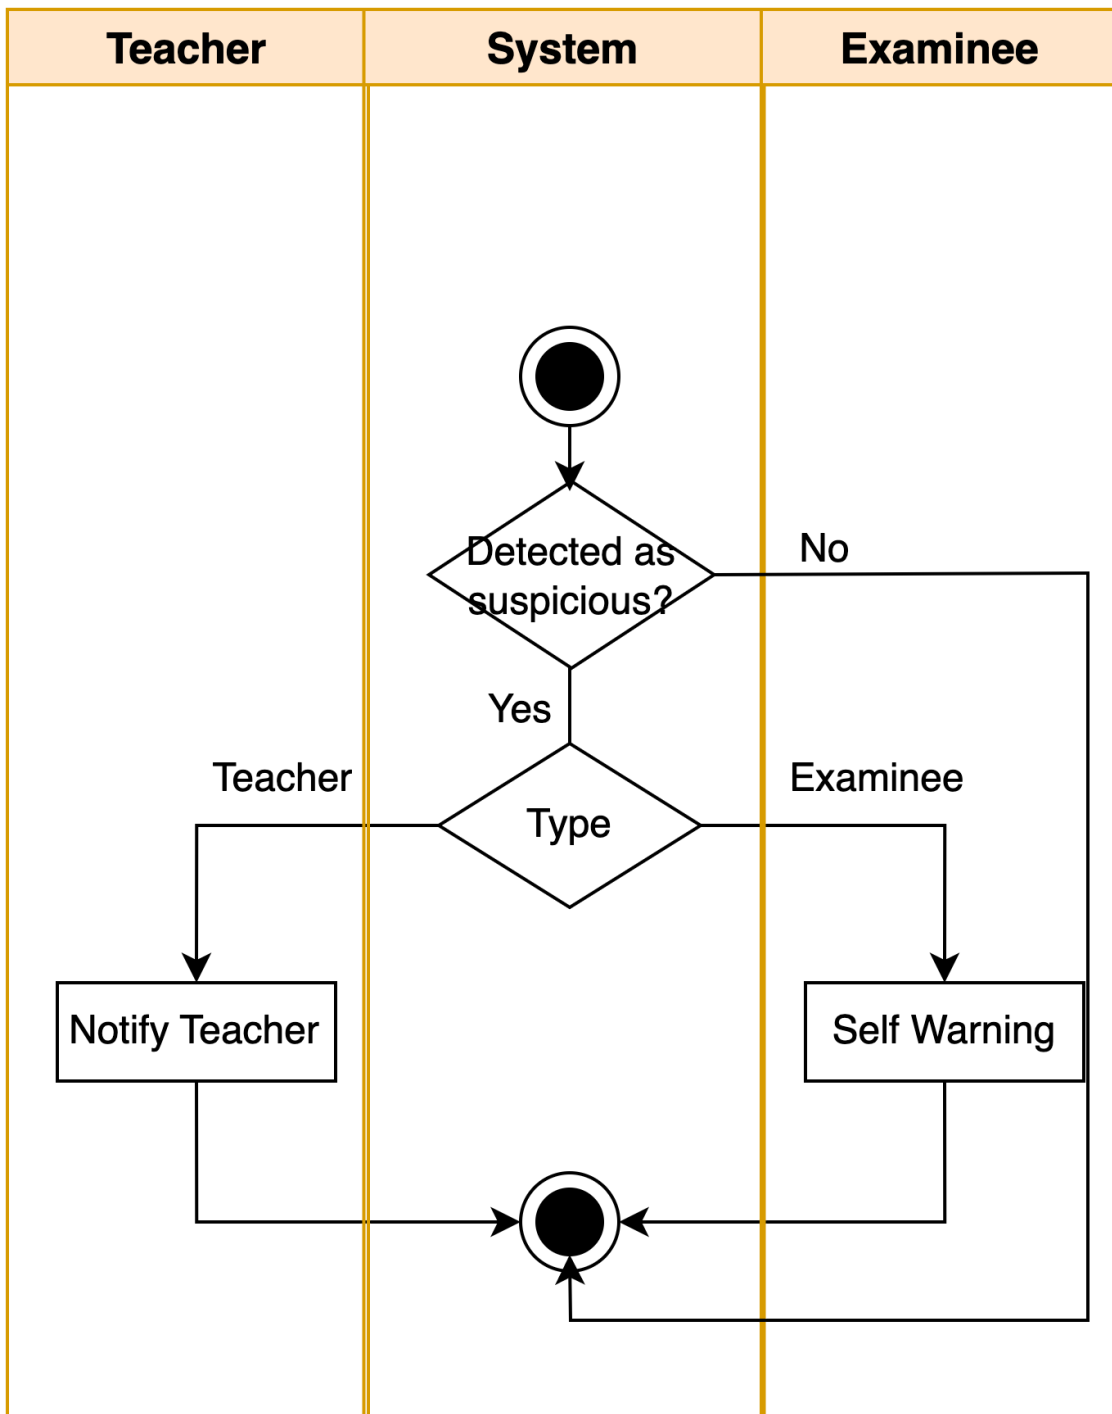 Teacher
System
Examinee
Detected as
suspicious?
No
Yes
Teacher
Examinee
Type
Notify Teacher
Self Warning